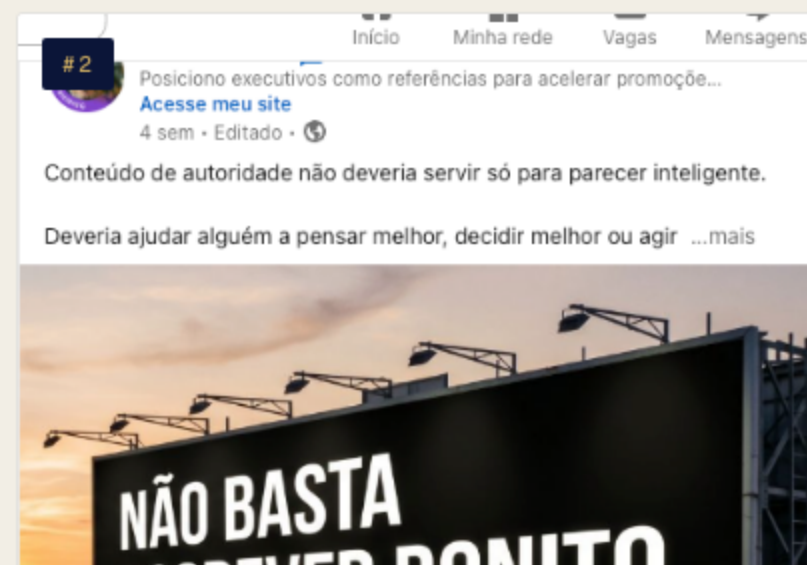 Início
Minha rede
Vagas
Mensagens
#2
Posiciono executivos como referências para acelerar promoçõe...
Acesse meu site
4 sem • Editado •
Conteúdo de autoridade não deveria servir só para parecer inteligente.
Deveria ajudar alguém a pensar melhor, decidir melhor ou agir ...mais
NÃO BASTA
BONITO